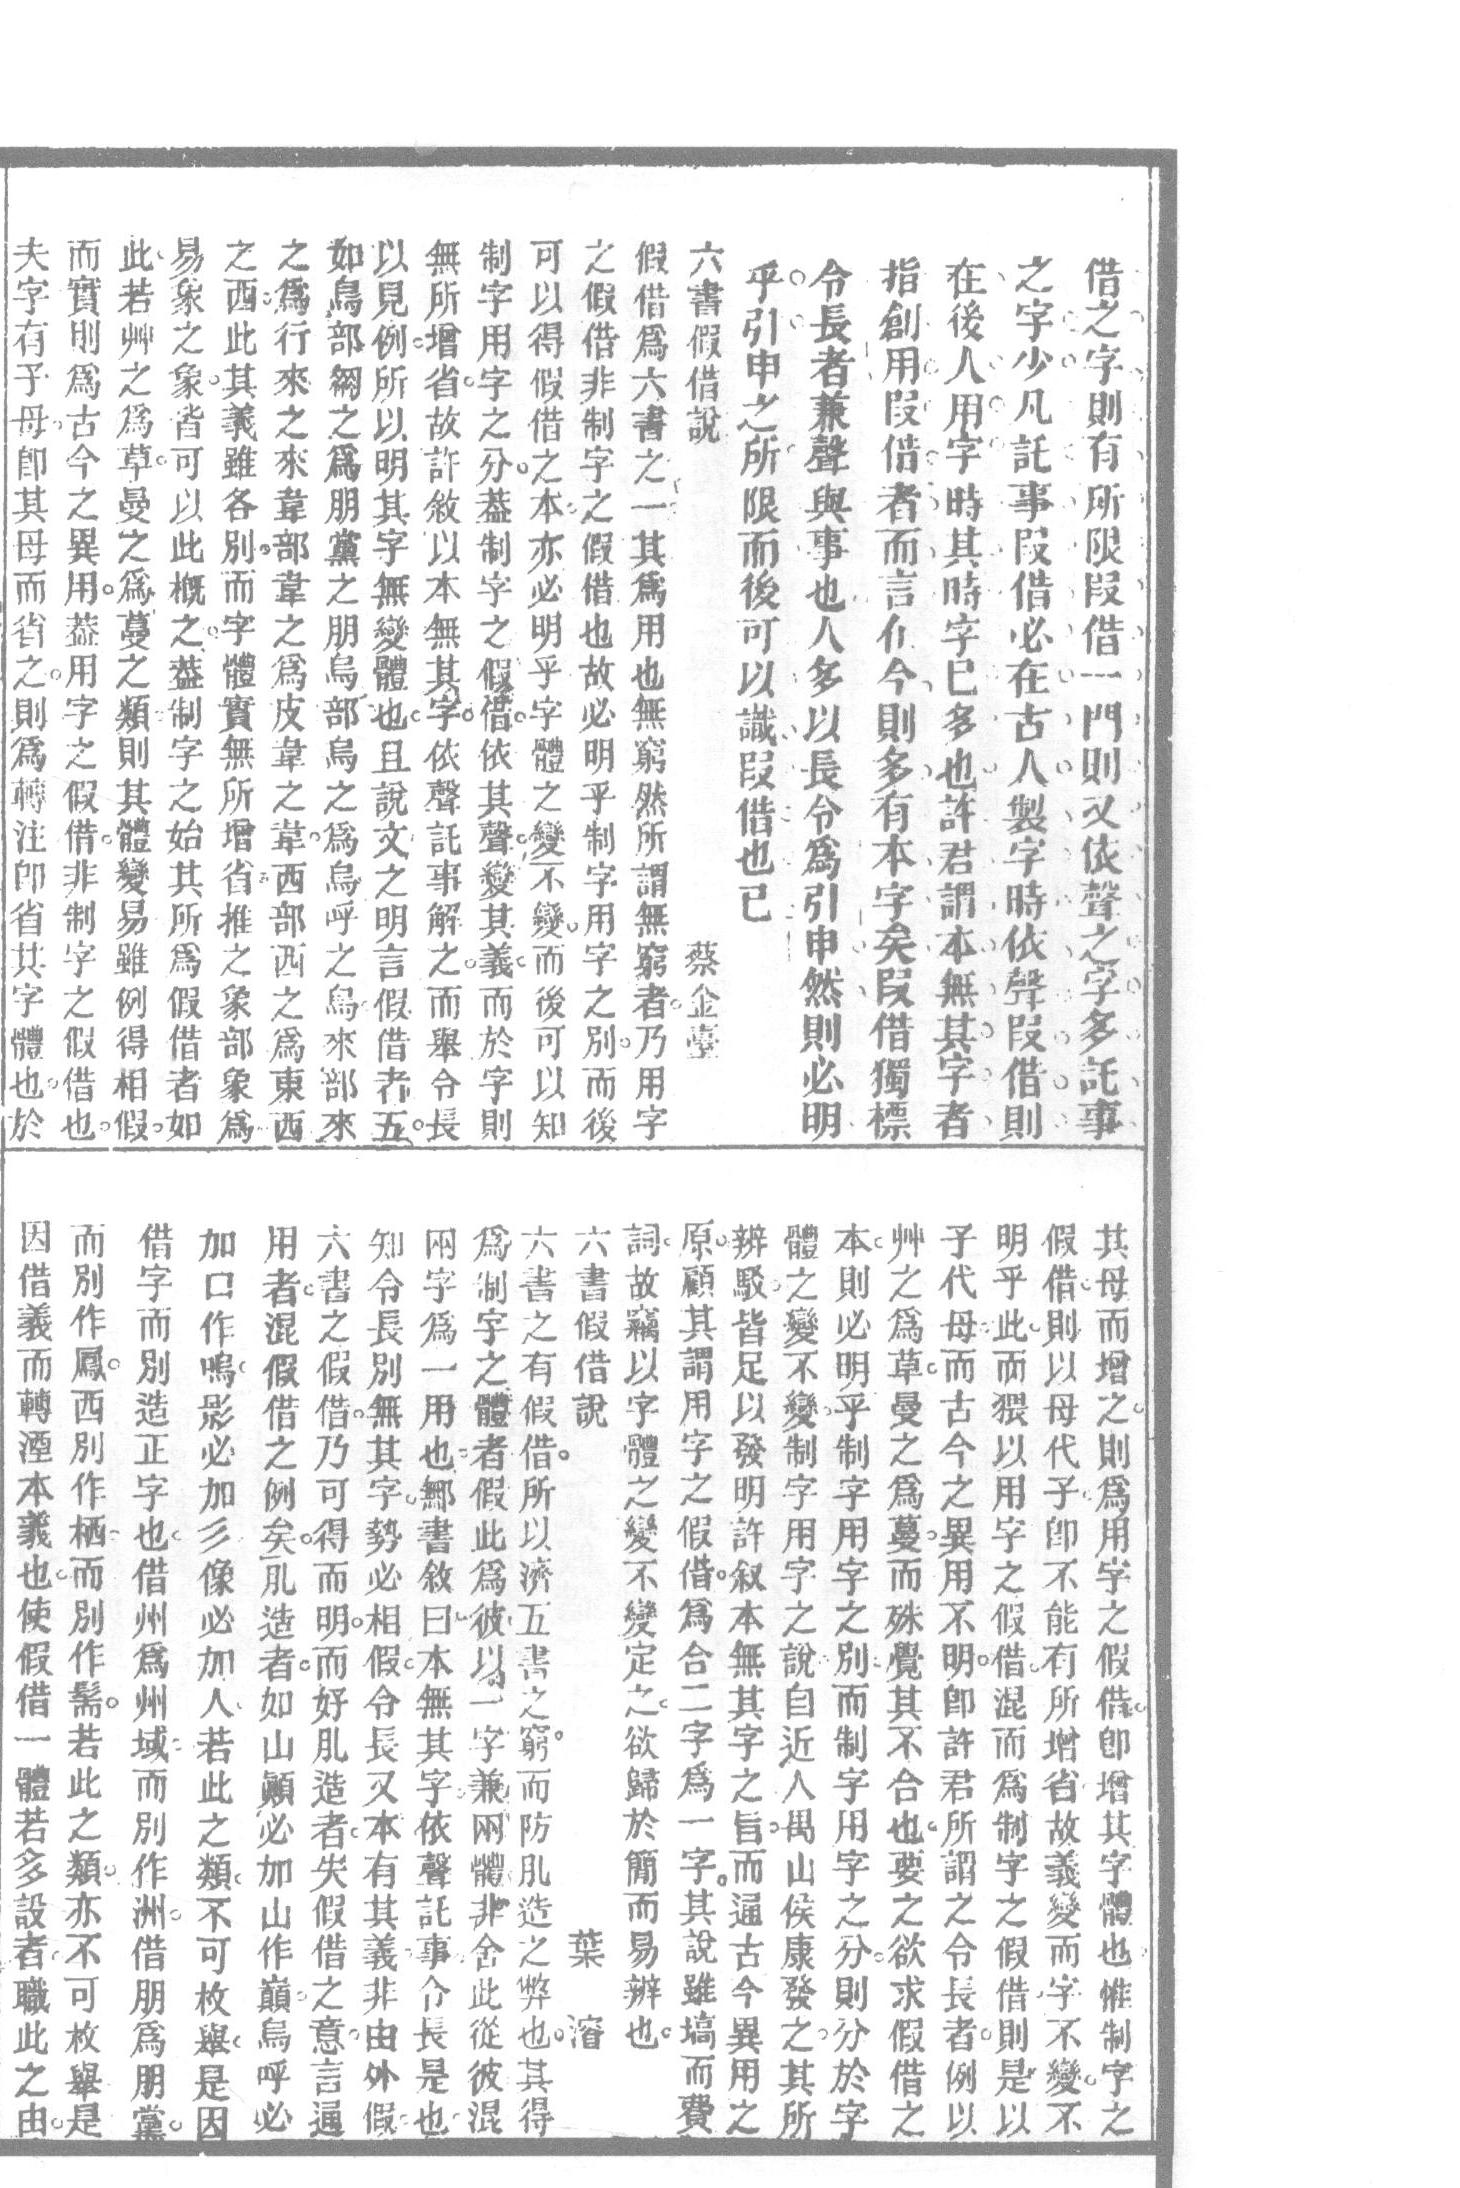 借之字則有所限叚借一門則又依聲之字多託事
之字少凡託事叚借必在古人製字時依聲叚借則
在後人用字時其時字已多也許君謂本無其字者
指創用叚借者而言在今則多有本字矣叚借獨標
令長者兼聲與事也人多以長令爲引申然則必明
乎引申之所限而後可以識叚借也已
六書假借說
蔡金臺
假借爲六書之一其爲用也無窮然所謂無窮者乃用字
之假借非制字之假借也故必明乎制字用字之別而後
可以得假借之本亦必明乎字體之變不變而後可以知
制字用字之分葢制字之假借依其聲變其義而於字則
無所增省故許敘以本無其字依聲託事解之而舉令長
以見例所以明其字無變體也且說文之明言假借者五
如鳥部朋之爲朋黨之朋烏部烏之爲烏呼之烏來部來
之爲行來之來韋部韋之爲皮韋之韋西部西之爲東西
之西此其義雖各別而字體實無所增省推之象部象爲
易象之象皆可以此槪之葢制字之始其所爲假借者如
此若艸之爲草曼之爲蔓之類則其體變易雖例得相假
而實則爲古今之異用葢用字之假借非制字之假借也
夫字有子母卽其母而省之則爲轉注卽省其字體也於
其母而增之則爲用字之假借卽增其字體也惟制字之
假借則以母代子卽不能有所增省故義變而字不變不
明乎此而猥以用字之假借混而爲制字之假借則是以
子代母而古今之異用不明卽許君所謂之令長者例以
艸之爲草曼之爲蔓而殊覺其不合也要之欲求假借之
本則必明乎制字用字之別而制字用字之分則分於字
體之變不變制字用字之說自近人禺山侯康發之其所
辨駁皆足以發明許叙本無其字之旨而通古今異用之
原顧其謂用字之假借爲合二字爲一字其說雖塙而費
詞故竊以字體之變不變定之欲歸於簡而易辨也
六書假借說
葉濬
六書之有假借所以濟五書之窮而防肊造之弊也其得
爲制字之體者假此爲彼以一字兼兩體非舍此從彼混
兩字爲一用也鄦書敘曰本無其字依聲託事令長是也
知令長別無其字勢必相假令長又本有其義非由外假
六書之假借乃可得而明而好肊造者失假借之意言通
用者混假借之例矣肊造者如山顚必加山作巔烏呼必
加口作嗚影必加彡像必加人若此之類不可枚舉是因
借字而別造正字也借州爲州域而別作洲借朋爲朋黨
而別作鳳西別作栖而別作䰅若此之類亦不可枚舉是
因借義而轉湮本義也使假借一體若多設者職此之由